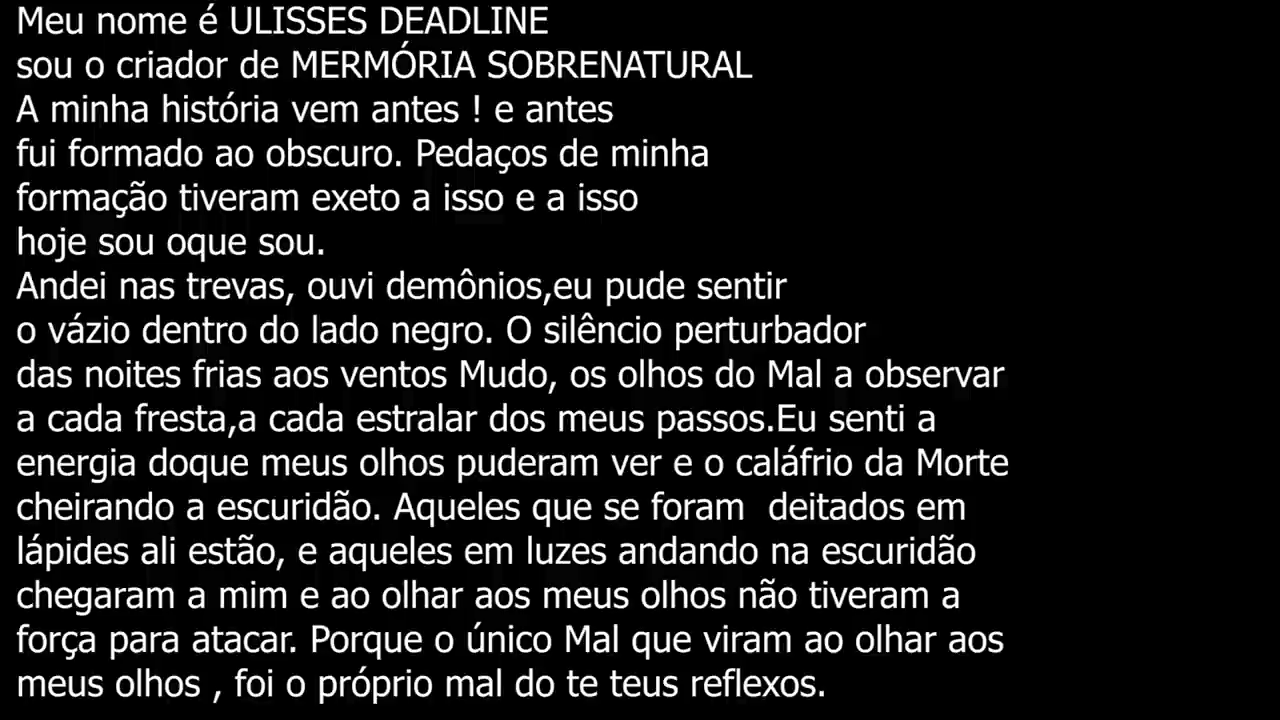 Meu nome é ULISSES DEADLINE
sou o criador de MERMÓRIA SOBRENATURAL
A minha história vem antes ! e antes
fui formado ao obscuro. Pedaços de minha
formação tiveram exeto a isso e a isso
hoje sou oque sou.
Andei nas trevas, ouvi demônios,eu pude sentir
o vázio dentro do lado negro. O silêncio perturbador
das noites frias aos ventos Mudo, os olhos do Mal a observar
a cada fresta,a cada estralar dos meus passos.Eu senti a
energia doque meus olhos puderam ver e o caláfrio da Morte
cheirando a escuridão. Aqueles que se foram  deitados em
lápides ali estão, e aqueles em luzes andando na escuridão
chegaram a mim e ao olhar aos meus olhos não tiveram a
força para atacar. Porque o único Mal que viram ao olhar aos
meus olhos , foi o próprio mal do te teus reflexos.